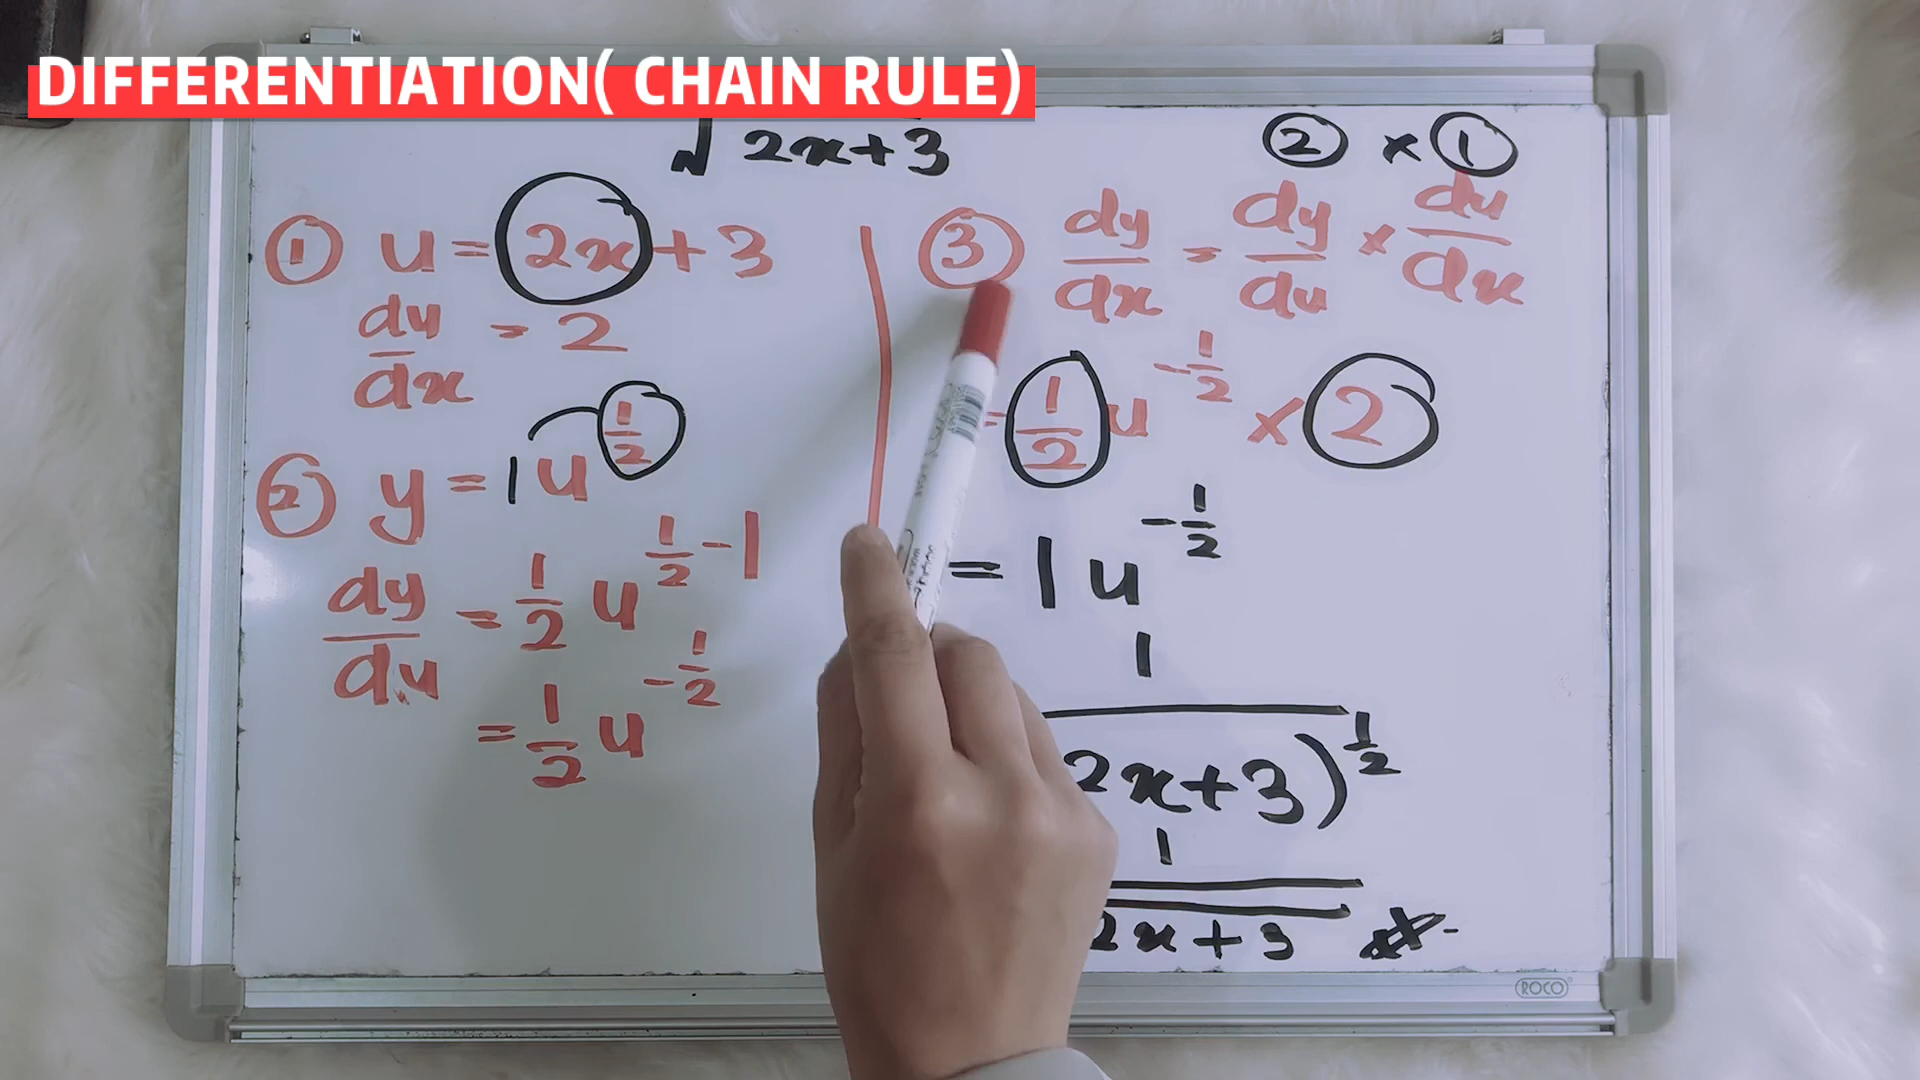 DIFFERENTIATION( CHAIN RULE)
√2x+3
① u = 2x + 3
du/dx = 2
② y = 1u^1/2
dy/du = 1/2 u^1/2-1
= 1/2 u^-1/2
② × ①
③ dy/dx = dy/du × du/dx
= 1/2 u^-1/2 × 2
= 1u^-1/2
1
2x+3)^1/2
1
2x+3
ROCO